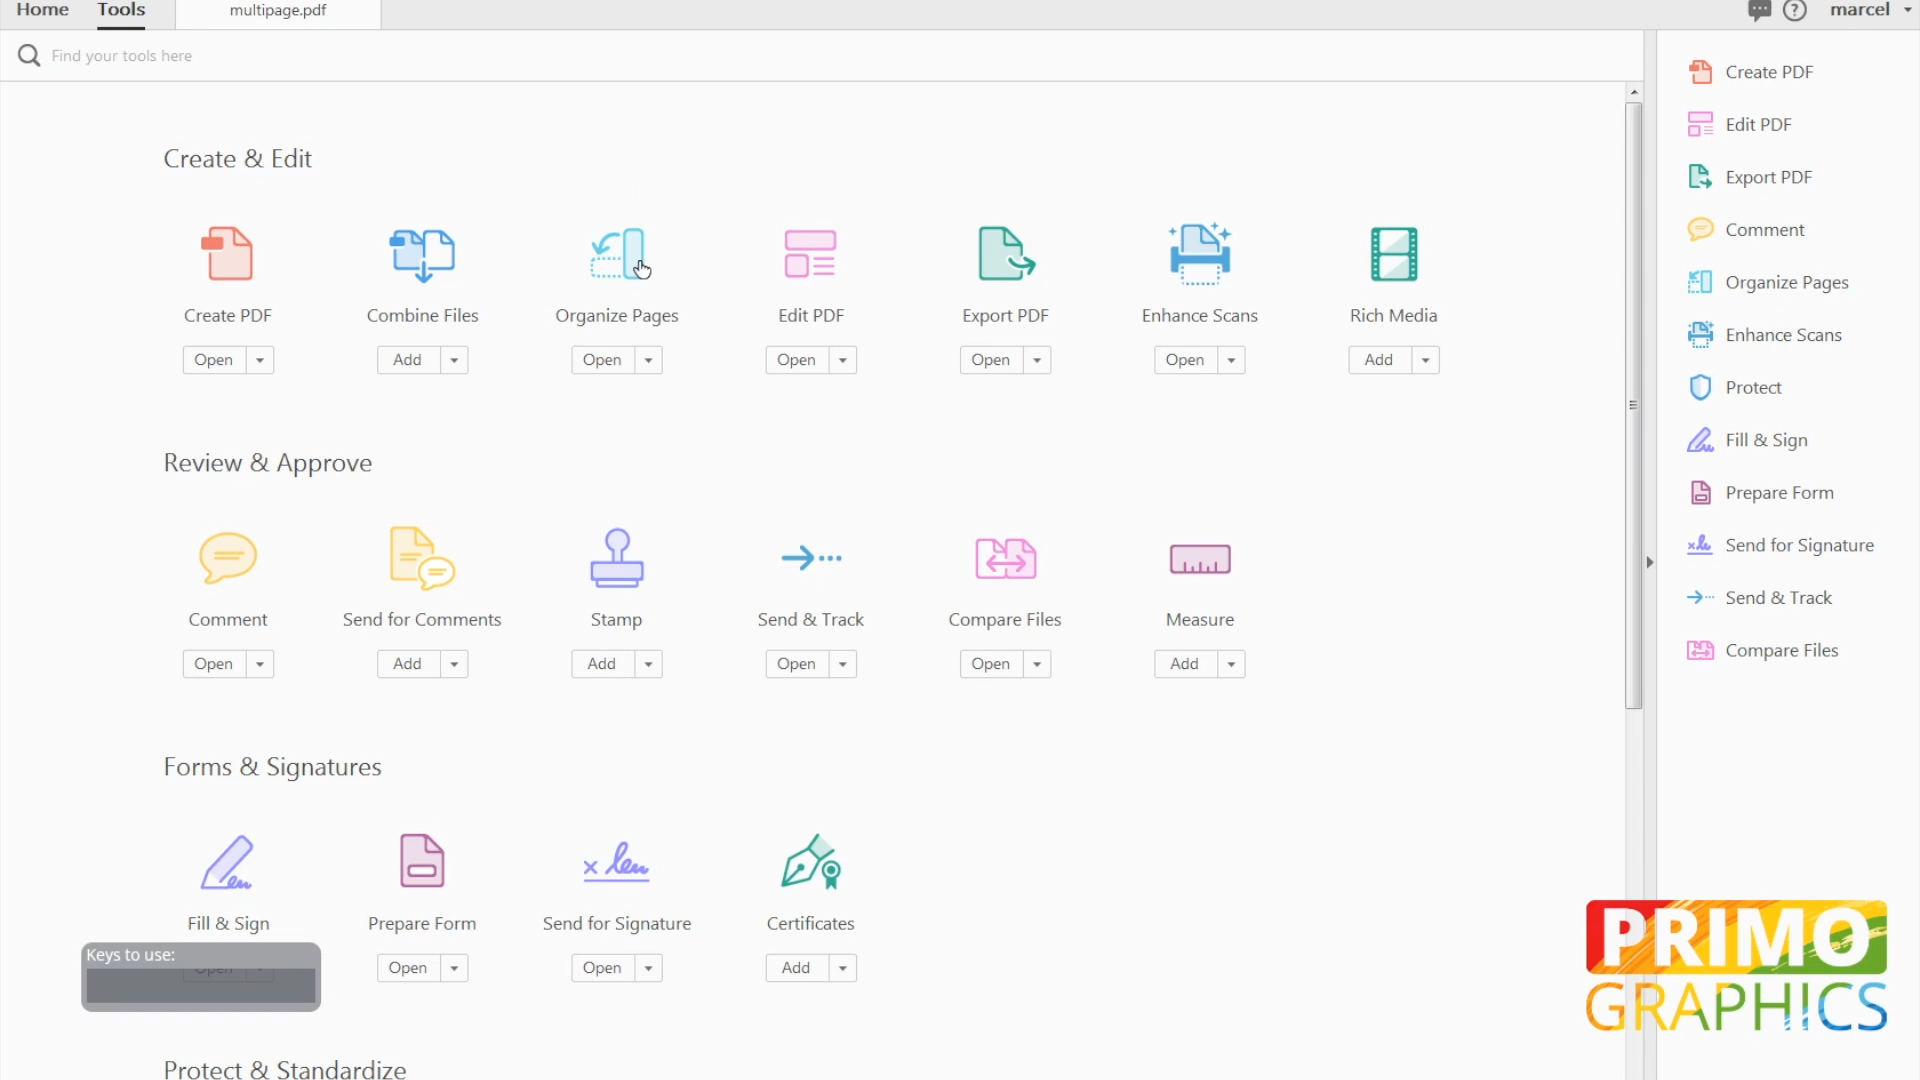 Home Tools multipage.pdf marcel
Find your tools here
Create & Edit
Create PDF Combine Files Organize Pages Edit PDF Export PDF Enhance Scans Rich Media
Open Add Open Open Open Open Add
Review & Approve
Comment Send for Comments Stamp Send & Track Compare Files Measure
Open Add Add Open Open Add
Forms & Signatures
Fill & Sign Prepare Form Send for Signature Certificates
Open Open Open Add
Keys to use:
Protect & Standardize
Create PDF
Edit PDF
Export PDF
Comment
Organize Pages
Enhance Scans
Protect
Fill & Sign
Prepare Form
Send for Signature
Send & Track
Compare Files
PRIMO
GRAPHICS